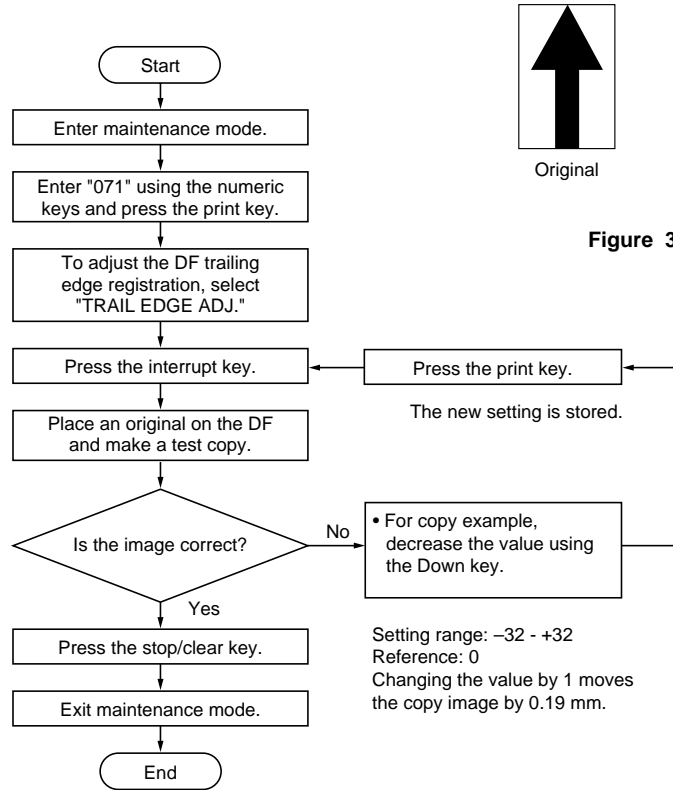 Start
Enter maintenance mode.
Enter "071" using the numeric
keys and press the print key.
To adjust the DF trailing
edge registration, select
"TRAIL EDGE ADJ."
Press the interrupt key.
Place an original on the DF
and make a test copy.
Is the image correct?
No
Yes
Press the stop/clear key.
Exit maintenance mode.
End
Original
Figure 3
Press the print key.
The new setting is stored.
• For copy example,
decrease the value using
the Down key.
Setting range: –32 - +32
Reference: 0
Changing the value by 1 moves
the copy image by 0.19 mm.